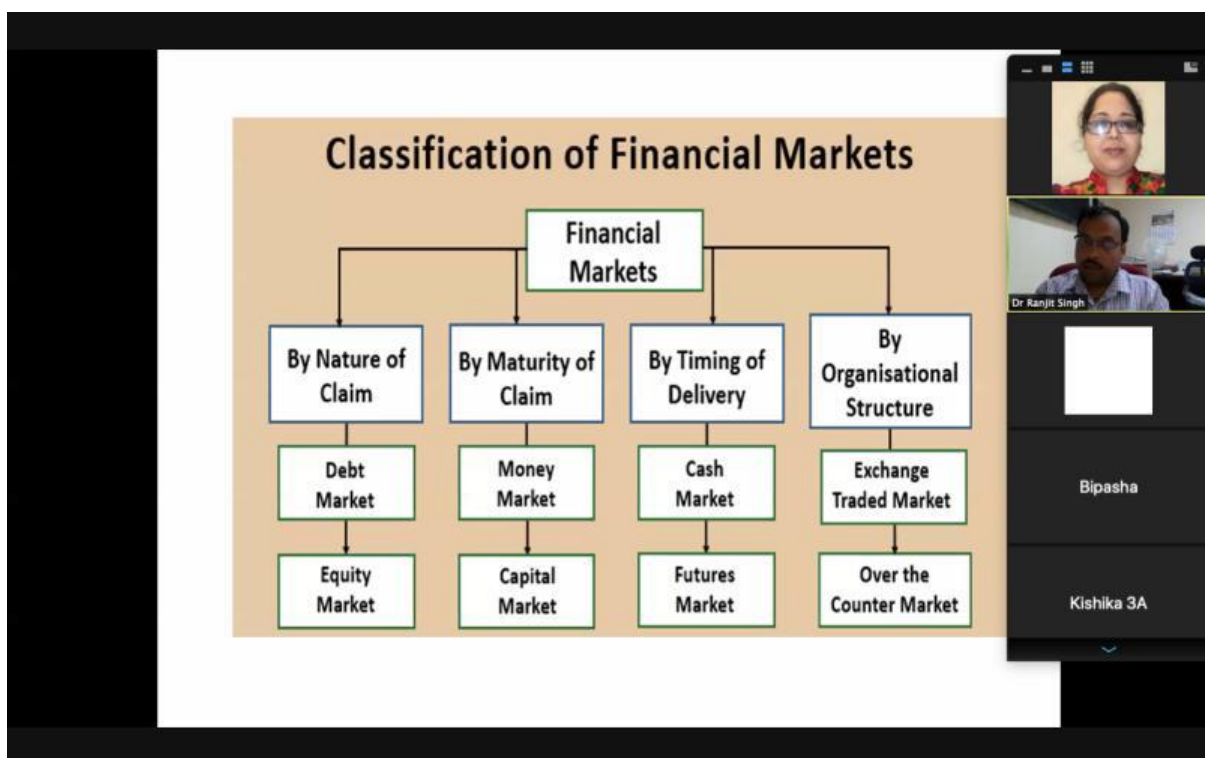 Classification of Financial Markets
Financial
Markets
By Nature of
Claim
By Maturity of
Claim
By Timing of
Delivery
By
Organisational
Structure
Debt
Market
Money
Market
Cash
Market
Exchange
Traded Market
Equity
Market
Capital
Market
Futures
Market
Over the
Counter Market
Dr Ranjit Singh
Bipasha
Kishika 3A